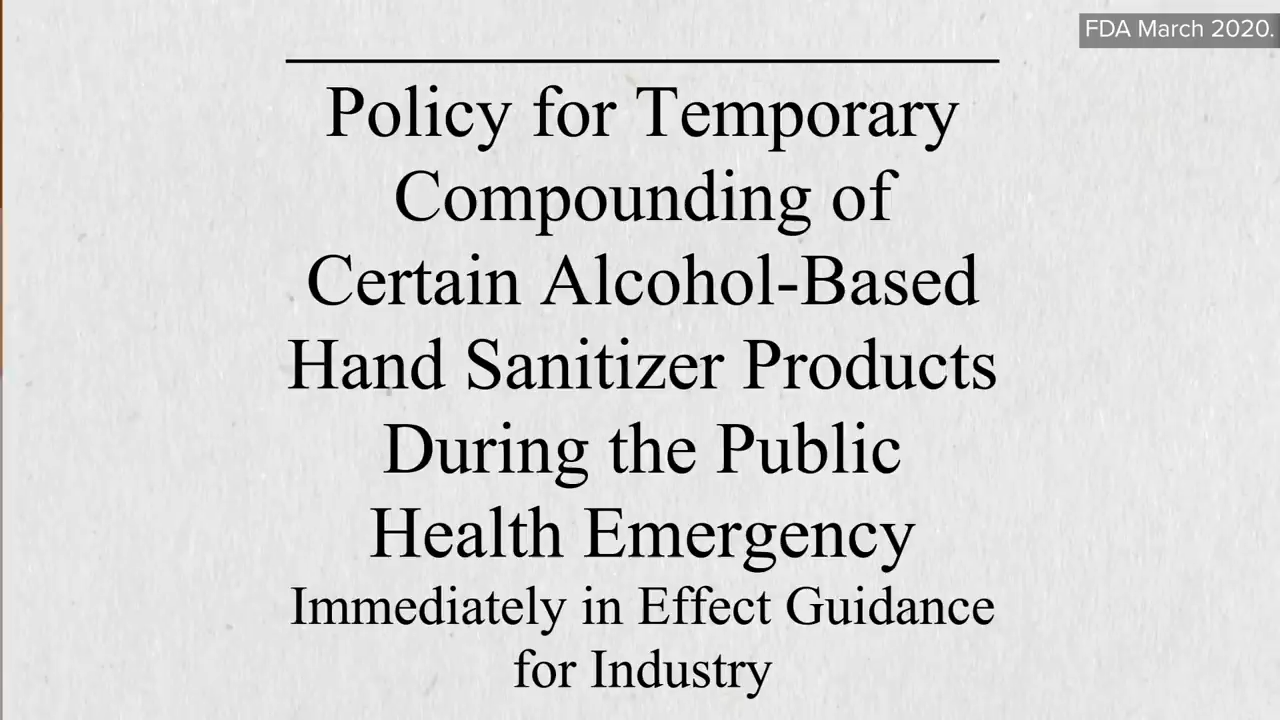 FDA March 2020.
Policy for Temporary
Compounding of
Certain Alcohol-Based
Hand Sanitizer Products
During the Public
Health Emergency
Immediately in Effect Guidance
for Industry